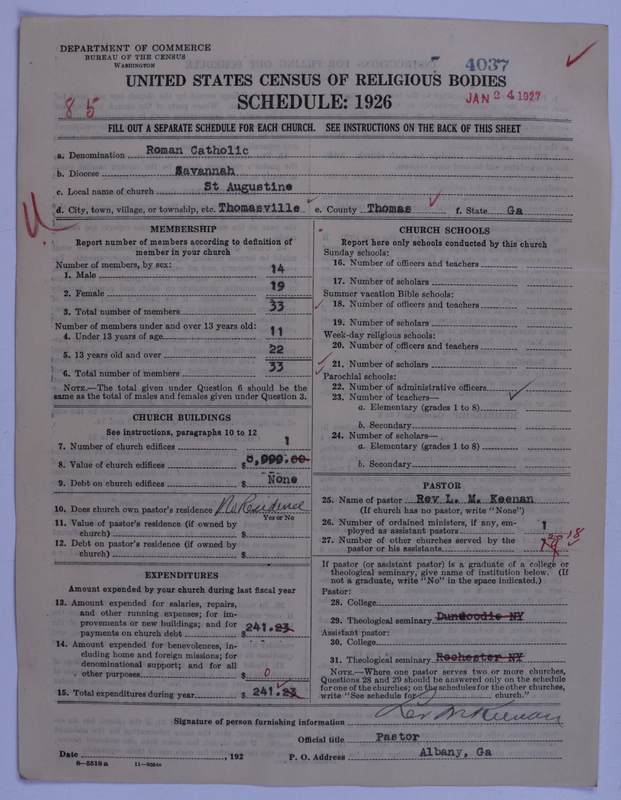 DEPARTMENT OF COMMERCE
BUREAU OF THE CENSUS
WASHINGTON
4037
UNITED STATES CENSUS OF RELIGIOUS BODIES
SCHEDULE: 1926
JAN 24 1927
85
FILL OUT A SEPARATE SCHEDULE FOR EACH CHURCH. SEE INSTRUCTIONS ON THE BACK OF THIS SHEET
a. Denomination Roman Catholic
b. Diocese Savannah
c. Local name of church St Augustine
d. City, town, village, or township, etc. Thomasville e. County Thomas f. State Ga
MEMBERSHIP
Report number of members according to definition of
member in your church
Number of members, by sex:
1. Male 14
2. Female 19
3. Total number of members 33
Number of members under and over 13 years old:
4. Under 13 years of age 11
5. 13 years old and over 22
6. Total number of members 33
NOTE.—The total given under Question 6 should be the
same as the total of males and females given under Question 3.
CHURCH BUILDINGS
See instructions, paragraphs 10 to 12
7. Number of church edifices 1
8. Value of church edifices $ ,000.00
9. Debt on church edifices $ None
10. Does church own pastor's residence No Residence
Yes or No
11. Value of pastor's residence (if owned by
church) $
12. Debt on pastor's residence (if owned by
church) $
EXPENDITURES
Amount expended by your church during last fiscal year
13. Amount expended for salaries, repairs,
and other running expenses; for im-
provements or new buildings; and for
payments on church debt $ 241.23
14. Amount expended for benevolences, in-
cluding home and foreign missions; for
denominational support; and for all
other purposes $ 0
15. Total expenditures during year $ 241.23
CHURCH SCHOOLS
Report here only schools conducted by this church
Sunday schools:
16. Number of officers and teachers
17. Number of scholars
Summer vacation Bible schools:
18. Number of officers and teachers
19. Number of scholars
Week-day religious schools:
20. Number of officers and teachers
21. Number of scholars
Parochial schools:
22. Number of administrative officers
23. Number of teachers—
a. Elementary (grades 1 to 8)
b. Secondary
24. Number of scholars—
a. Elementary (grades 1 to 8)
b. Secondary
PASTOR
25. Name of pastor Rev L. M. Keenan
(If church has no pastor, write "None")
26. Number of ordained ministers, if any, em-
ployed as assistant pastors 1
27. Number of other churches served by the
pastor or his assistants 18
If pastor (or assistant pastor) is a graduate of a college or
theological seminary, give name of institution below. (If
not a graduate, write "No" in the space indicated.)
Pastor:
28. College
29. Theological seminary Dunwoodie NY
Assistant pastor:
30. College
31. Theological seminary Rochester NY
NOTE.—Where one pastor serves two or more churches,
Questions 28 and 29 should be answered only on the schedule
for one of the churches; on the schedules for the other churches,
write "See schedule for church."
Signature of person furnishing information Rev M Keenan
Official title Pastor
Date , 192 P. O. Address Albany, Ga
8—5518a